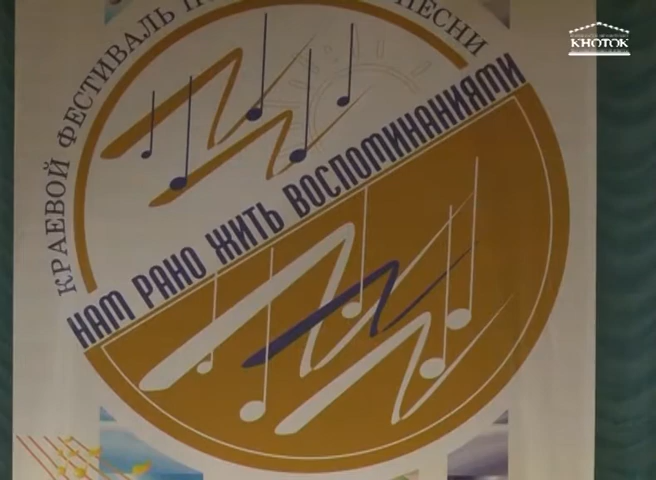 КНОТОК
КРАЕВОЙ ФЕСТИВАЛЬ ПЕСНИ
НАМ РАНО ЖИТЬ ВОСПОМИНАНИЯМИ